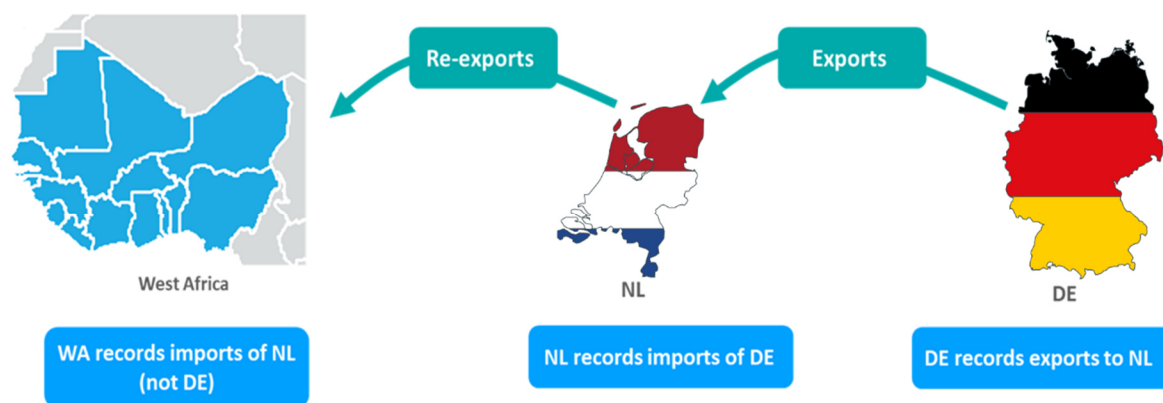 Re-exports
Exports
West Africa
NL
DE
WA records imports of NL
(not DE)
NL records imports of DE
DE records exports to NL